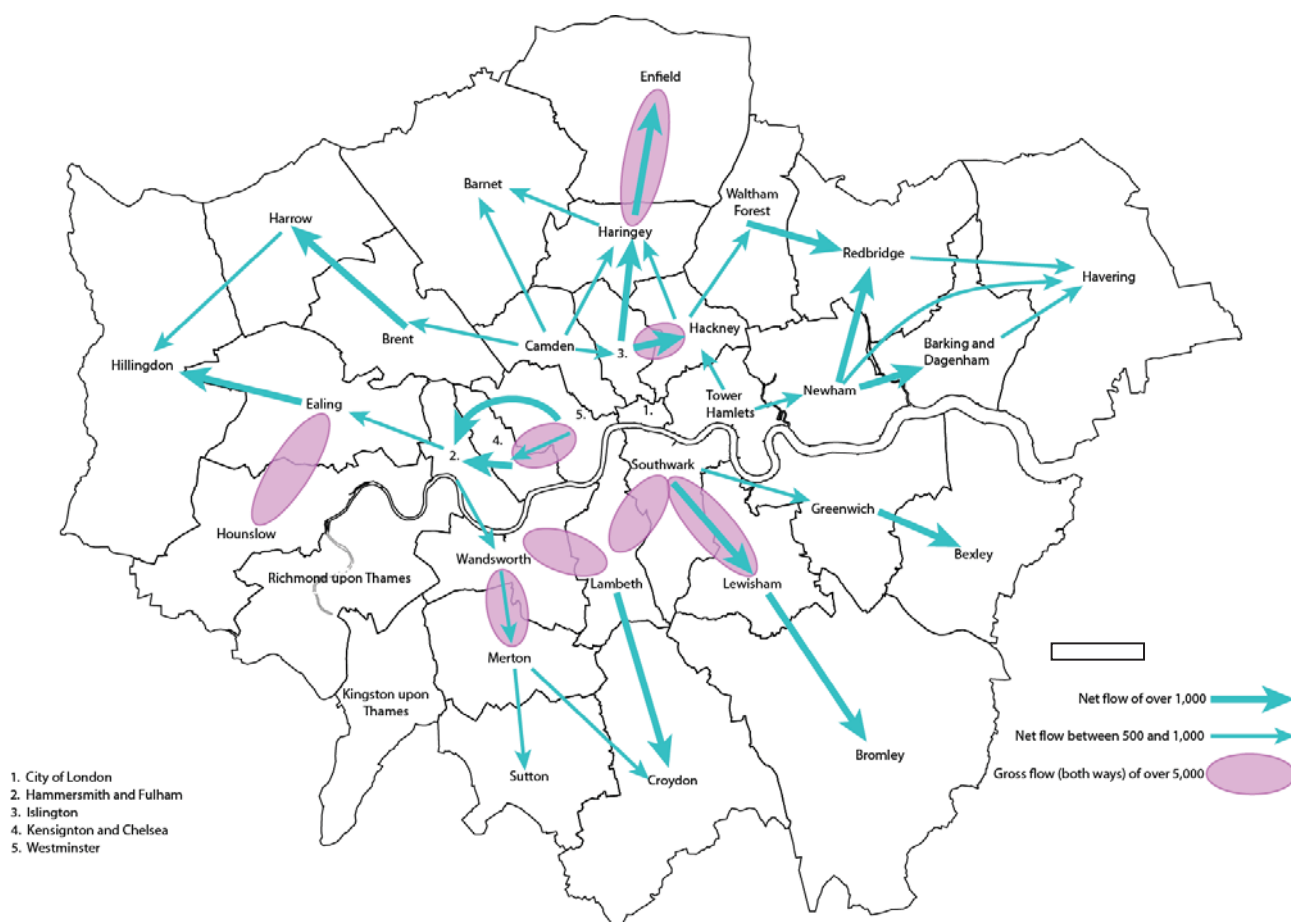 Enfield
Barnet
Waltham
Forest
Harrow
Haringey
Redbridge
Havering
Hackney
Brent
Camden
3.
Barking and
Dagenham
Hillingdon
Newham
Tower
Hamlets
Ealing
1.
5.
4.
2.
Southwark
Greenwich
Hounslow
Bexley
Wandsworth
Richmond upon Thames
Lambeth
Lewisham
Merton
Kingston upon
Thames
Net flow of over 1,000
Net flow between 500 and 1,000
Bromley
Sutton
Croydon
Gross flow (both ways) of over 5,000
1. City of London
2. Hammersmith and Fulham
3. Islington
4. Kensignton and Chelsea
5. Westminster